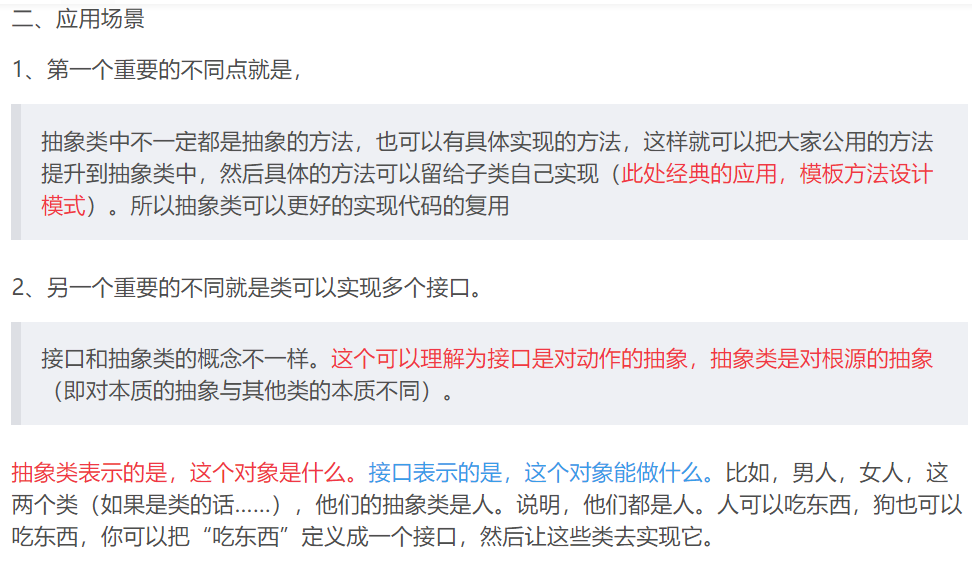 二、应用场景
1、第一个重要的不同点就是，
抽象类中不一定都是抽象的方法，也可以有具体实现的方法，这样就可以把大家公用的方法
提升到抽象类中，然后具体的方法可以留给子类自己实现（此处经典的应用，模板方法设计
模式）。所以抽象类可以更好的实现代码的复用
2、另一个重要的不同就是类可以实现多个接口。
接口和抽象类的概念不一样。这个可以理解为接口是对动作的抽象，抽象类是对根源的抽象
（即对本质的抽象与其他类的本质不同）。
抽象类表示的是，这个对象是什么。接口表示的是，这个对象能做什么。比如，男人，女人，这
两个类（如果是类的话……），他们的抽象类是人。说明，他们都是人。人可以吃东西，狗也可以
吃东西，你可以把“吃东西”定义成一个接口，然后让这些类去实现它。